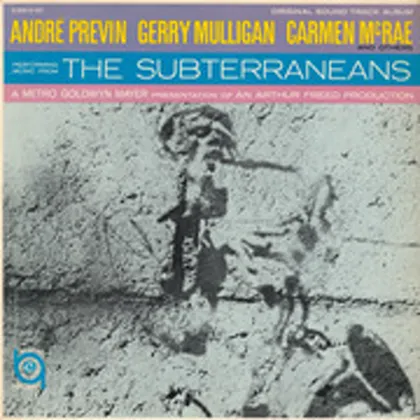 ORIGINAL SOUND TRACK ALBUM
ANDRE PREVIN GERRY MULLIGAN CARMEN McRAE
AND OTHERS
PERFORMING
MUSIC FROM
THE SUBTERRANEANS
A METRO GOLDWYN MAYER PRESENTATION OF AN ARTHUR FREED PRODUCTION